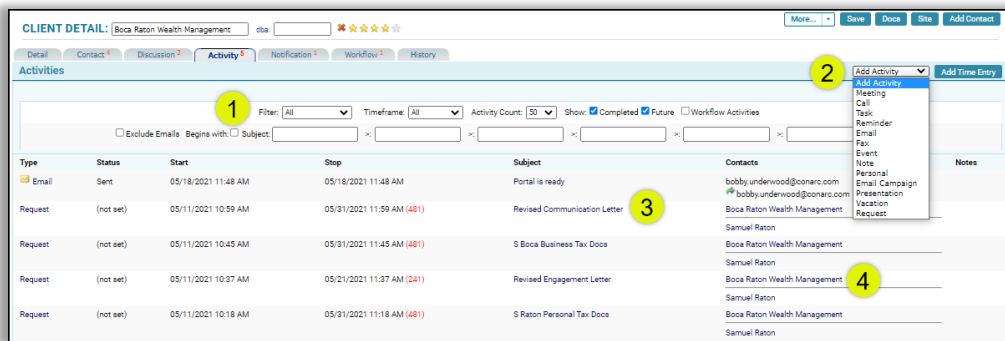 CLIENT DETAIL: Boca Raton Wealth Management dba: More... Save Doc Site Add Contact
Detail Contact 4 Discussion 2 Activity 5 Notification 1 Workflow 1 History
Activities 2 Add Activity Add Time Entry
Add Activity
Meeting
Call
Task
Reminder
Email
Fax
Event
Note
Personal
Email Campaign
Presentation
Vacation
Request
1 Filter: All Timeframe: All Activity Count: 50 Show: Completed Future Workflow Activities
Exclude Emails Begins with: Subject: >: >: >: >: >:
Type Status Start Stop Subject Contacts Notes
Email Sent 05/18/2021 11:48 AM 05/18/2021 11:48 AM Portal is ready bobby.underwood@conarc.com
bobby.underwood@conarc.com
Request (not set) 05/11/2021 10:59 AM 05/31/2021 11:59 AM (481) Revised Communication Letter 3 Boca Raton Wealth Management
Samuel Raton
Request (not set) 05/11/2021 10:45 AM 05/31/2021 11:45 AM (481) S Boca Business Tax Docs Boca Raton Wealth Management
Samuel Raton
Request (not set) 05/11/2021 10:37 AM 05/21/2021 11:37 AM (241) Revised Engagement Letter Boca Raton Wealth Management 4
Samuel Raton
Request (not set) 05/11/2021 10:18 AM 05/31/2021 11:18 AM (481) S Raton Personal Tax Docs Boca Raton Wealth Management
Samuel Raton